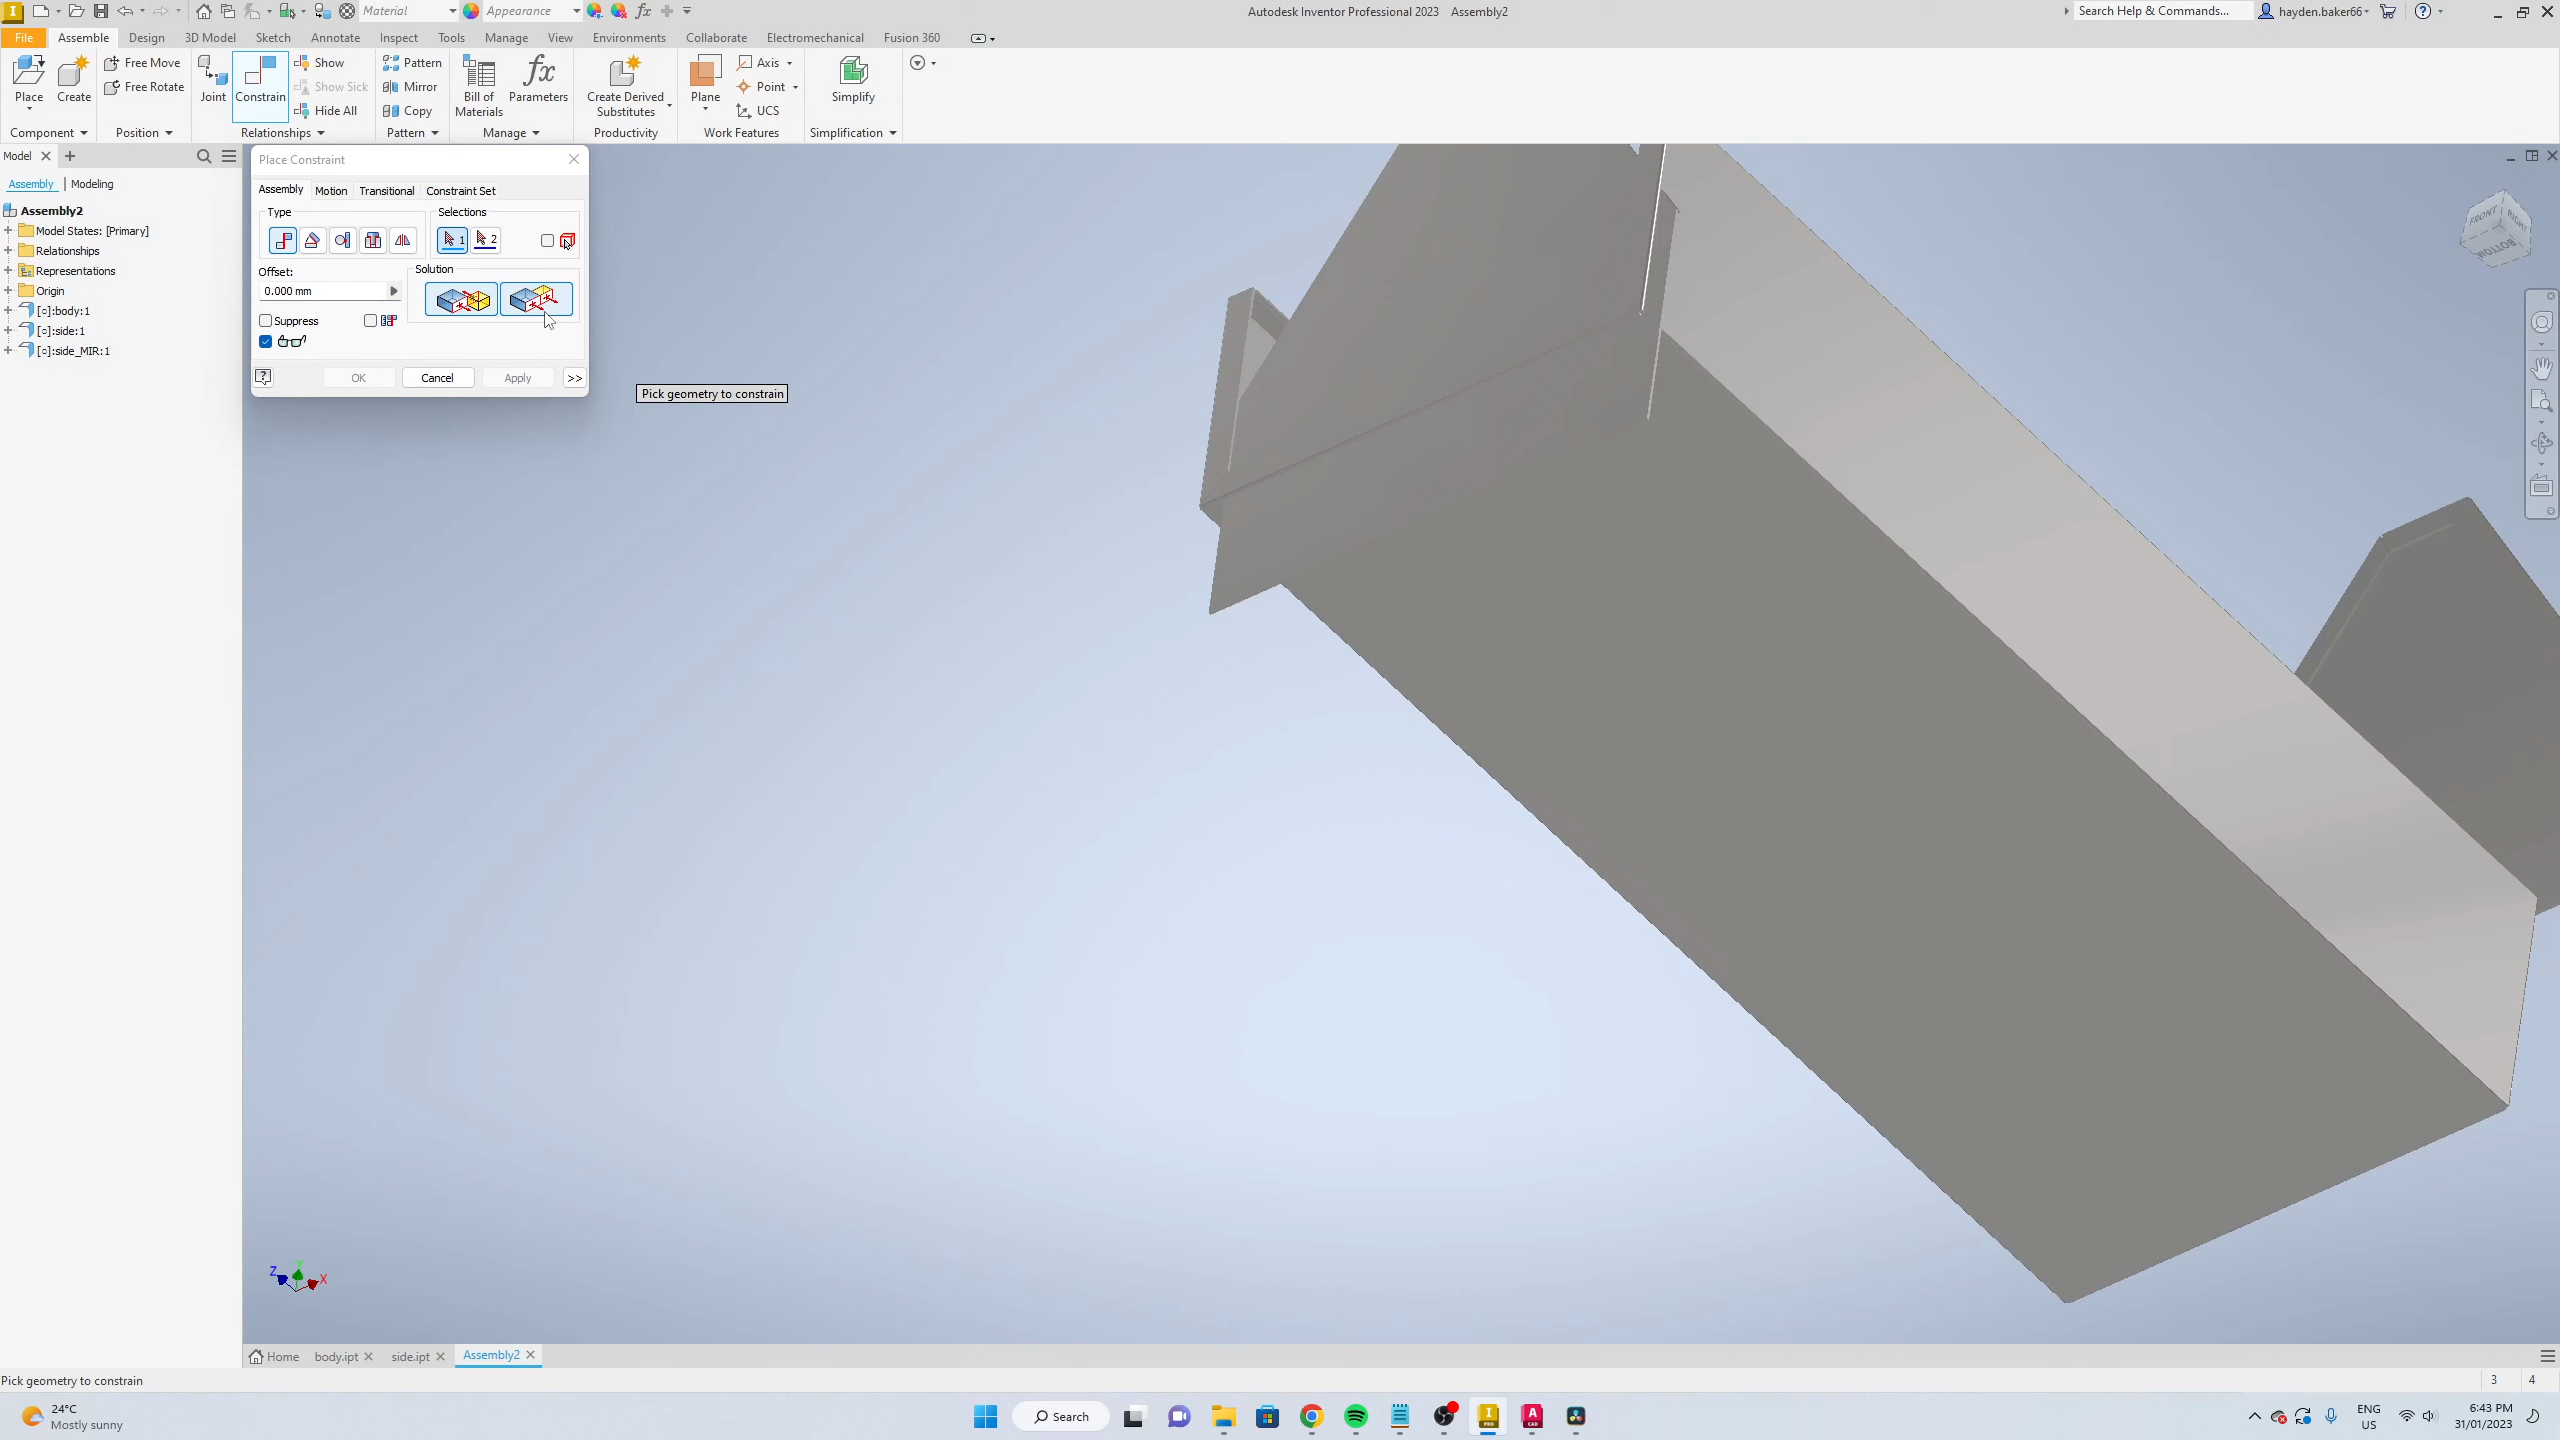 Material
Appearance
Autodesk Inventor Professional 2023 Assembly2
Search Help & Commands...
hayden.baker66
File
Assemble
Design
3D Model
Sketch
Annotate
Inspect
Tools
Manage
View
Environments
Collaborate
Electromechanical
Fusion 360
Place
Create
Free Move
Free Rotate
Joint
Constrain
Show
Show Sick
Hide All
Pattern
Mirror
Copy
Bill of
Materials
fx
Parameters
Create Derived
Substitutes
Plane
Axis
Point
UCS
Simplify
Component
Position
Relationships
Pattern
Manage
Productivity
Work Features
Simplification
Model
Assembly | Modeling
Assembly2
Model States: [Primary]
Relationships
Representations
Origin
[○]:body:1
[○]:side:1
[○]:side_MIR:1
Place Constraint
Assembly
Motion
Transitional
Constraint Set
Type
Selections
1
2
Offset:
Solution
0.000 mm
Suppress
OK
Cancel
Apply
>>
Pick geometry to constrain
FRONT
RIGHT
BOTTOM
Z
Y
X
Home
body.ipt
side.ipt
Assembly2
Pick geometry to constrain
3
4
24°C
Mostly sunny
Search
ENG
US
6:43 PM
31/01/2023